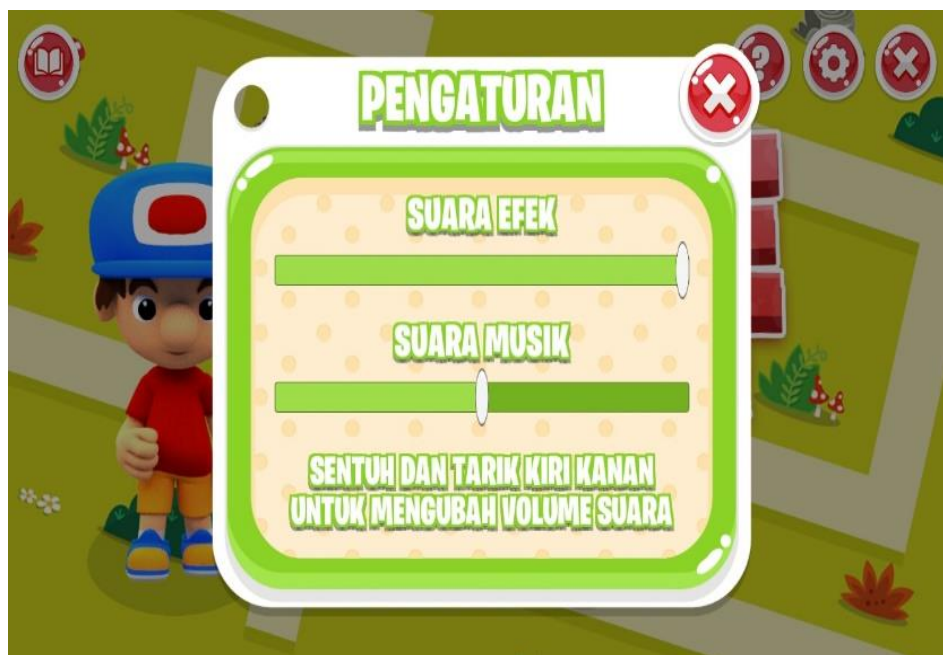 PENGATURAN
SUARA EFEK
SUARA MUSIK
SENTUH DAN TARIK KIRI KANAN
UNTUK MENGUBAH VOLUME SUARA
?